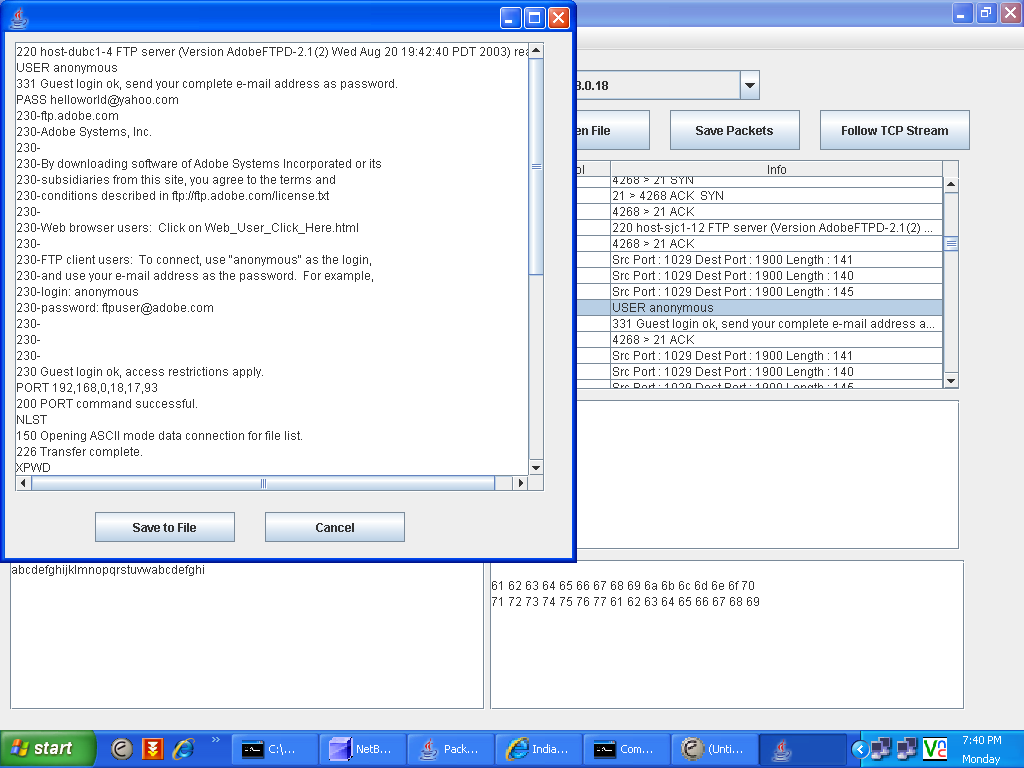 220 host-dubc1-4 FTP server (Version AdobeFTPD-2.1(2) Wed Aug 20 19:42:40 PDT 2003)
USER anonymous
331 Guest login ok, send your complete e-mail address as password.
PASS helloworld@yahoo.com
230-ftp.adobe.com
230-Adobe Systems, Inc.
230-
230-By downloading software of Adobe Systems Incorporated or its
230-subsidiaries from this site, you agree to the terms and
230-conditions described in ftp://ftp.adobe.com/license.txt
230-
230-Web browser users:  Click on Web_User_Click_Here.html
230-
230-FTP client users:  To connect, use "anonymous" as the login,
230-and use your e-mail address as the password.  For example,
230-login: anonymous
230-password: ftpuser@adobe.com
230-
230-
230-
230 Guest login ok, access restrictions apply.
PORT 192,168,0,18,17,93
200 PORT command successful.
NLST
150 Opening ASCII mode data connection for file list.
226 Transfer complete.
XPWD
Save to File
Cancel
8.0.18
en File
Save Packets
Follow TCP Stream
ol
Info
4268 > 21 SYN
21 > 4268 ACK  SYN
4268 > 21 ACK
220 host-sjc1-12 FTP server (Version AdobeFTPD-2.1(2) ...
4268 > 21 ACK
Src Port : 1029 Dest Port : 1900 Length : 141
Src Port : 1029 Dest Port : 1900 Length : 140
Src Port : 1029 Dest Port : 1900 Length : 145
USER anonymous
331 Guest login ok, send your complete e-mail address a...
4268 > 21 ACK
Src Port : 1029 Dest Port : 1900 Length : 141
Src Port : 1029 Dest Port : 1900 Length : 140
Src Port : 1029 Dest Port : 1900 Length : 145
abcdefghijklmnopqrstuvwabcdefghi
61 62 63 64 65 66 67 68 69 6a 6b 6c 6d 6e 6f 70
71 72 73 74 75 76 77 61 62 63 64 65 66 67 68 69
start
C:\...
NetB...
Pack...
India...
Com...
(Unti...
7:40 PM
Monday